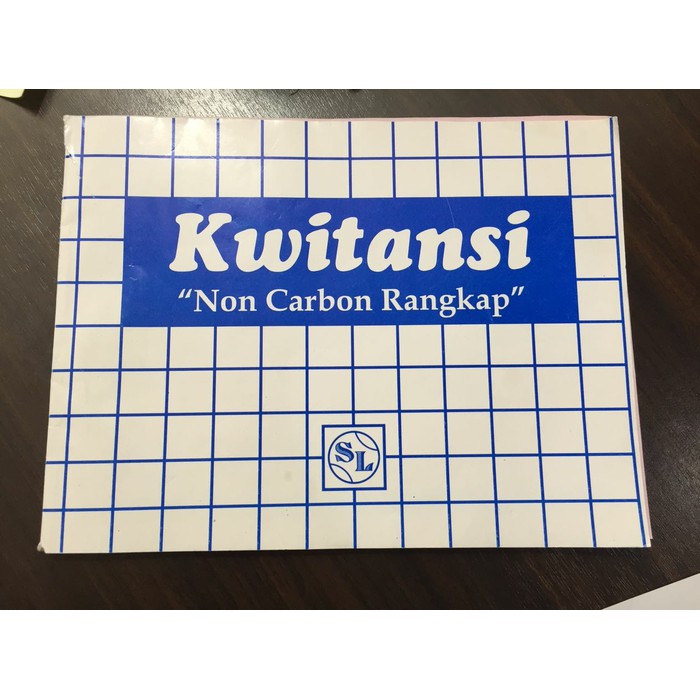 Kwitansi
“Non Carbon Rangkap”
SL